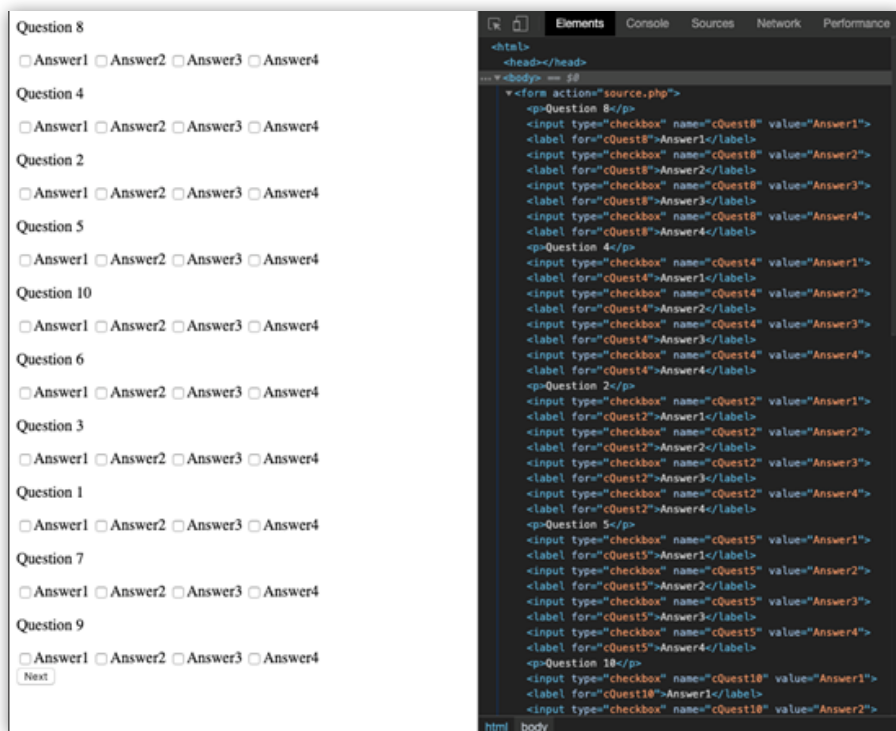 Question 8
Answer1 Answer2 Answer3 Answer4
Question 4
Answer1 Answer2 Answer3 Answer4
Question 2
Answer1 Answer2 Answer3 Answer4
Question 5
Answer1 Answer2 Answer3 Answer4
Question 10
Answer1 Answer2 Answer3 Answer4
Question 6
Answer1 Answer2 Answer3 Answer4
Question 3
Answer1 Answer2 Answer3 Answer4
Question 1
Answer1 Answer2 Answer3 Answer4
Question 7
Answer1 Answer2 Answer3 Answer4
Question 9
Answer1 Answer2 Answer3 Answer4
Next
Elements Console Sources Network Performance
<html>
<head></head>
... ▼<body> == $0
▼<form action="source.php">
<p>Question 8</p>
<input type="checkbox" name="cQuest8" value="Answer1">
<label for="cQuest8">Answer1</label>
<input type="checkbox" name="cQuest8" value="Answer2">
<label for="cQuest8">Answer2</label>
<input type="checkbox" name="cQuest8" value="Answer3">
<label for="cQuest8">Answer3</label>
<input type="checkbox" name="cQuest8" value="Answer4">
<label for="cQuest8">Answer4</label>
<p>Question 4</p>
<input type="checkbox" name="cQuest4" value="Answer1">
<label for="cQuest4">Answer1</label>
<input type="checkbox" name="cQuest4" value="Answer2">
<label for="cQuest4">Answer2</label>
<input type="checkbox" name="cQuest4" value="Answer3">
<label for="cQuest4">Answer3</label>
<input type="checkbox" name="cQuest4" value="Answer4">
<label for="cQuest4">Answer4</label>
<p>Question 2</p>
<input type="checkbox" name="cQuest2" value="Answer1">
<label for="cQuest2">Answer1</label>
<input type="checkbox" name="cQuest2" value="Answer2">
<label for="cQuest2">Answer2</label>
<input type="checkbox" name="cQuest2" value="Answer3">
<label for="cQuest2">Answer3</label>
<input type="checkbox" name="cQuest2" value="Answer4">
<label for="cQuest2">Answer4</label>
<p>Question 5</p>
<input type="checkbox" name="cQuest5" value="Answer1">
<label for="cQuest5">Answer1</label>
<input type="checkbox" name="cQuest5" value="Answer2">
<label for="cQuest5">Answer2</label>
<input type="checkbox" name="cQuest5" value="Answer3">
<label for="cQuest5">Answer3</label>
<input type="checkbox" name="cQuest5" value="Answer4">
<label for="cQuest5">Answer4</label>
<p>Question 10</p>
<input type="checkbox" name="cQuest10" value="Answer1">
<label for="cQuest10">Answer1</label>
<input type="checkbox" name="cQuest10" value="Answer2">
html body